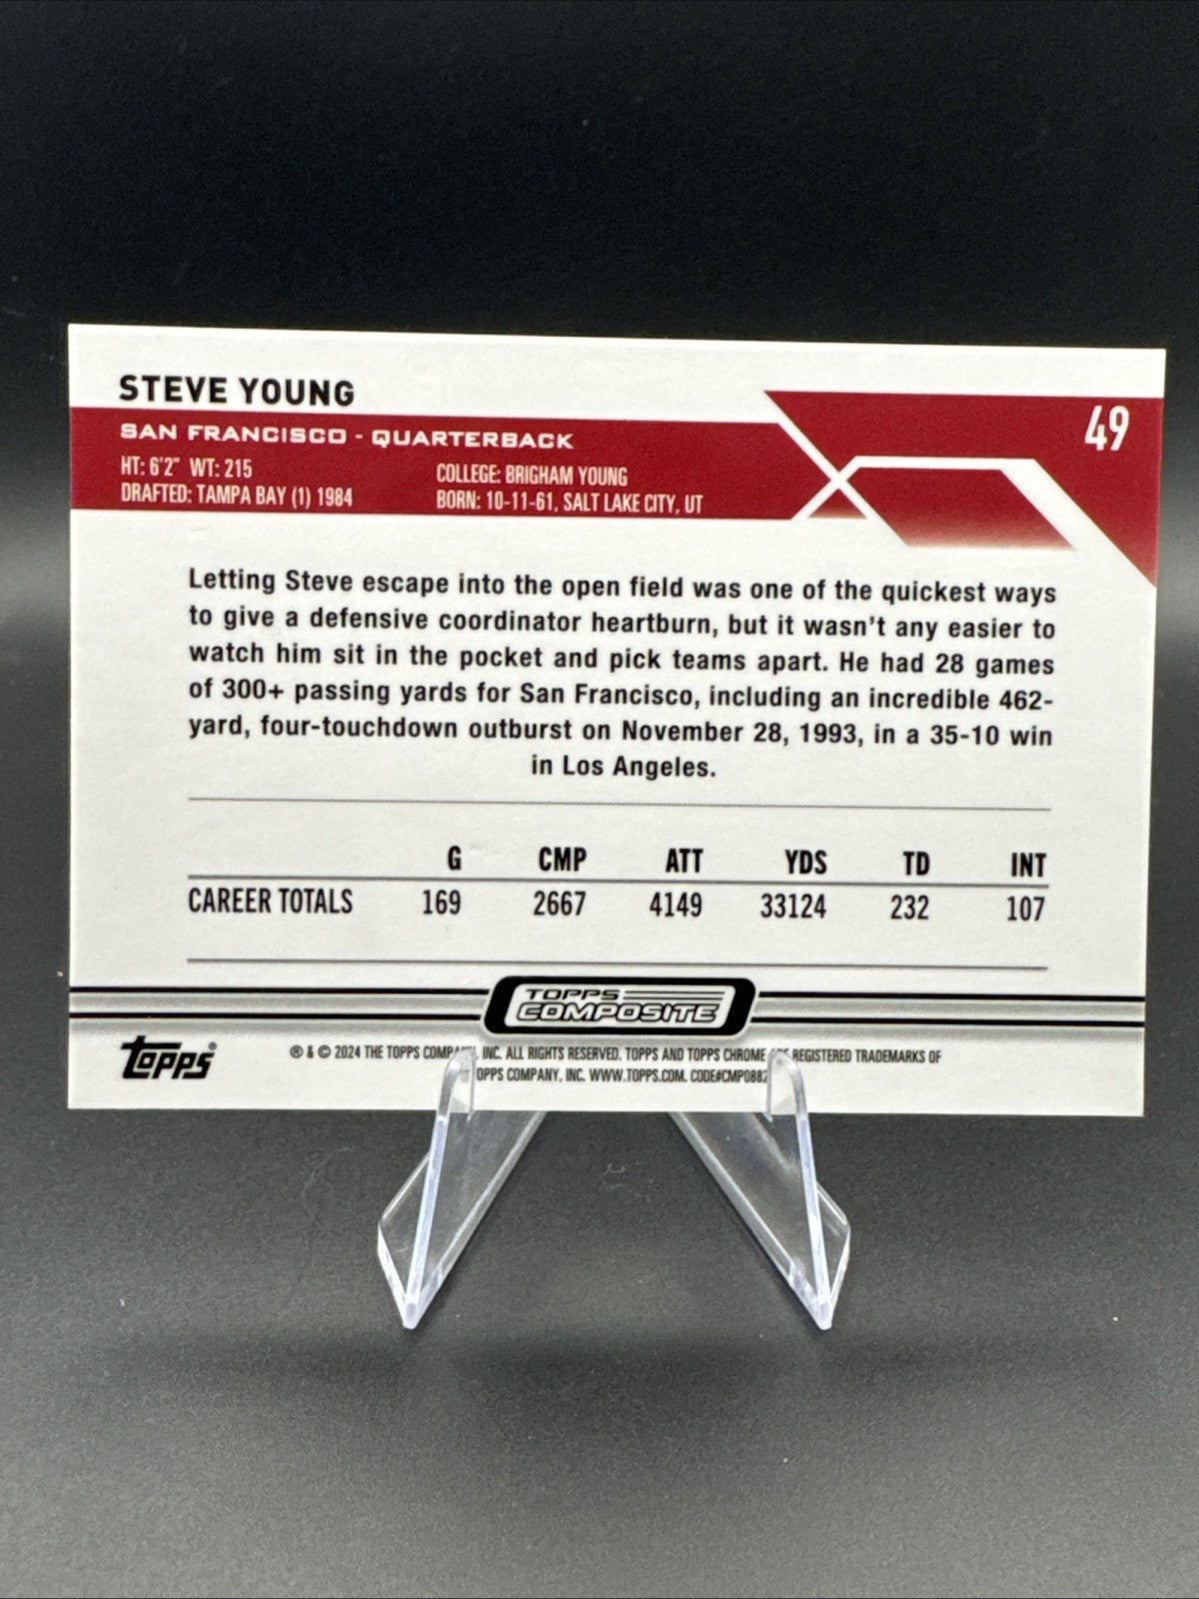 STEVE YOUNG
49
SAN FRANCISCO - QUARTERBACK
HT: 6'2" WT: 215
COLLEGE: BRIGHAM YOUNG
DRAFTED: TAMPA BAY (1) 1984
BORN: 10-11-61, SALT LAKE CITY, UT
Letting Steve escape into the open field was one of the quickest ways
to give a defensive coordinator heartburn, but it wasn't any easier to
watch him sit in the pocket and pick teams apart. He had 28 games
of 300+ passing yards for San Francisco, including an incredible 462-
yard, four-touchdown outburst on November 28, 1993, in a 35-10 win
in Los Angeles.
G CMP ATT YDS TD INT
CAREER TOTALS 169 2667 4149 33124 232 107
TOPPS
COMPOSITE
Topps®
® & © 2024 THE TOPPS COMPA INC. ALL RIGHTS RESERVED. TOPPS AND TOPPS CHROME REGISTERED TRADEMARKS OF
OPPS COMPANY, INC. WWW.TOPPS.COM. CODE#CMP0882